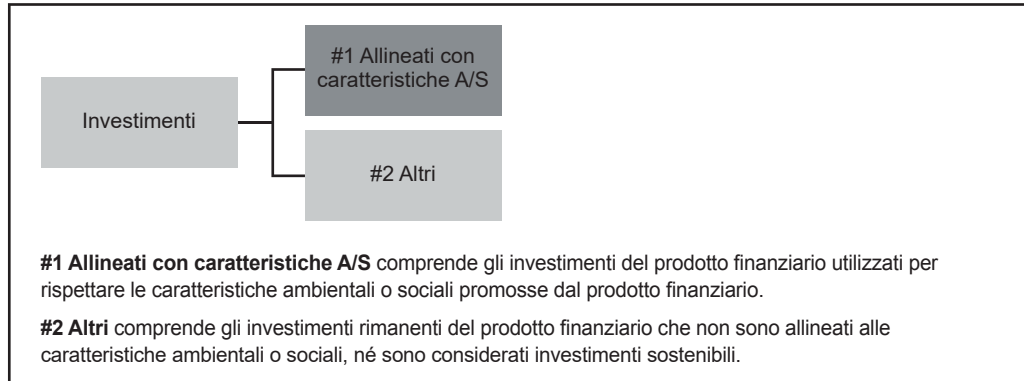 #1 Allineati con
caratteristiche A/S
Investimenti
#2 Altri
#1 Allineati con caratteristiche A/S comprende gli investimenti del prodotto finanziario utilizzati per
rispettare le caratteristiche ambientali o sociali promosse dal prodotto finanziario.
#2 Altri comprende gli investimenti rimanenti del prodotto finanziario che non sono allineati alle
caratteristiche ambientali o sociali, né sono considerati investimenti sostenibili.